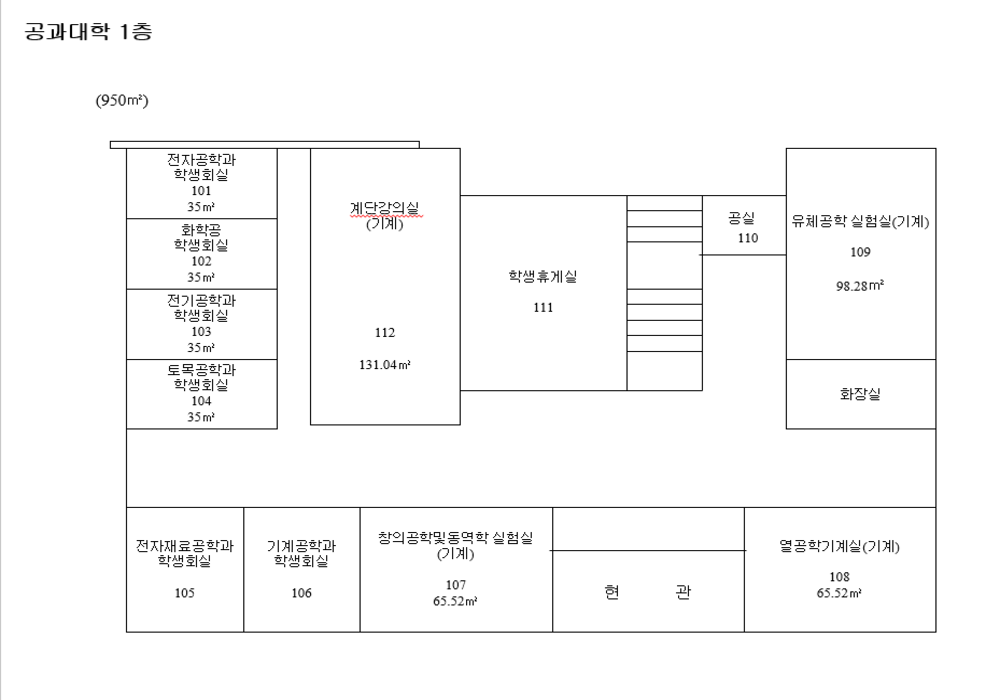 공과대학 1층
(950㎡)
전자공학과
학생회실
101
35㎡
화학공
학생회실
102
35㎡
전기공학과
학생회실
103
35㎡
토목공학과
학생회실
104
35㎡
계단강의실
(기계)
112
131.04㎡
학생휴게실
111
공실
110
유체공학 실험실(기계)
109
98.28㎡
화장실
전자재료공학과
학생회실
105
기계공학과
학생회실
106
창의공학및동역학 실험실
(기계)
107
65.52㎡
현 관
열공학기계실(기계)
108
65.52㎡